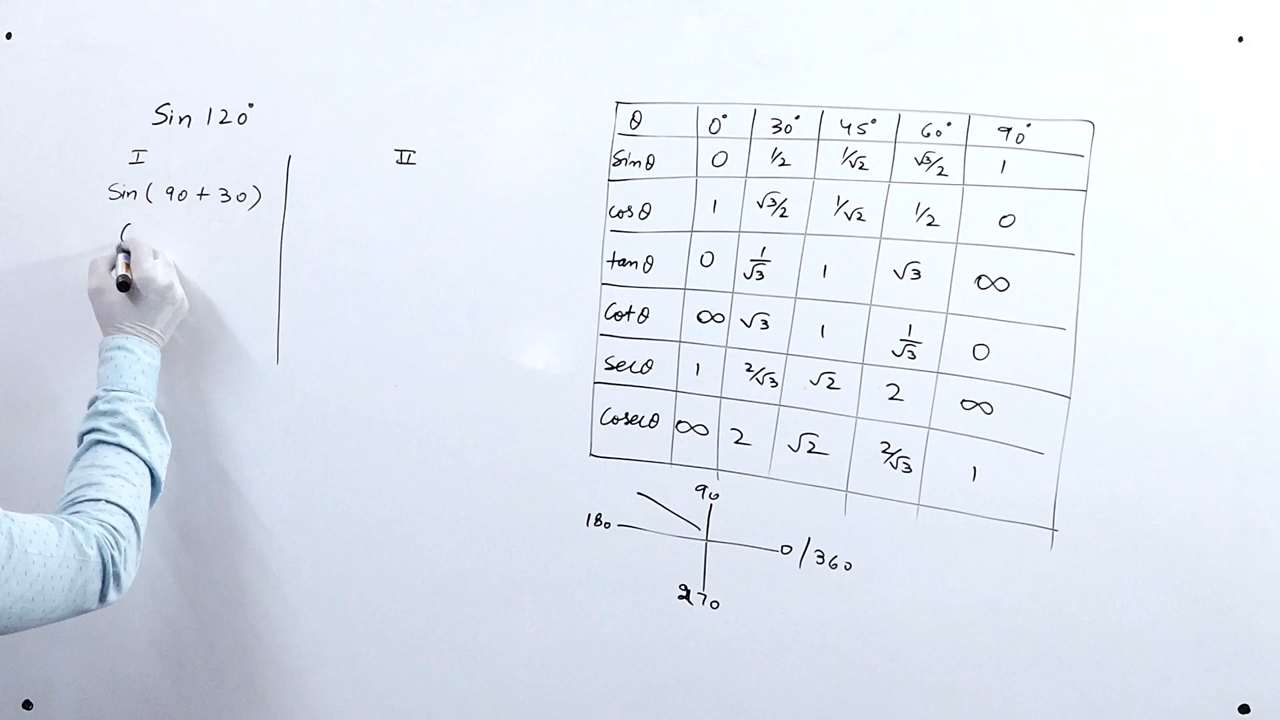 Sin 120°
I
II
Sin ( 90 + 30)
(
θ 0° 30° 45° 60° 90°
Sinθ 0 1/2 1/√2 √3/2 1
cosθ 1 √3/2 1/√2 1/2 0
tanθ 0 1/√3 1 √3 ∞
Cotθ ∞ √3 1 1/√3 0
Secθ 1 2/√3 √2 2 ∞
Cosecθ ∞ 2 √2 2/√3 1
90
180
0/360
270